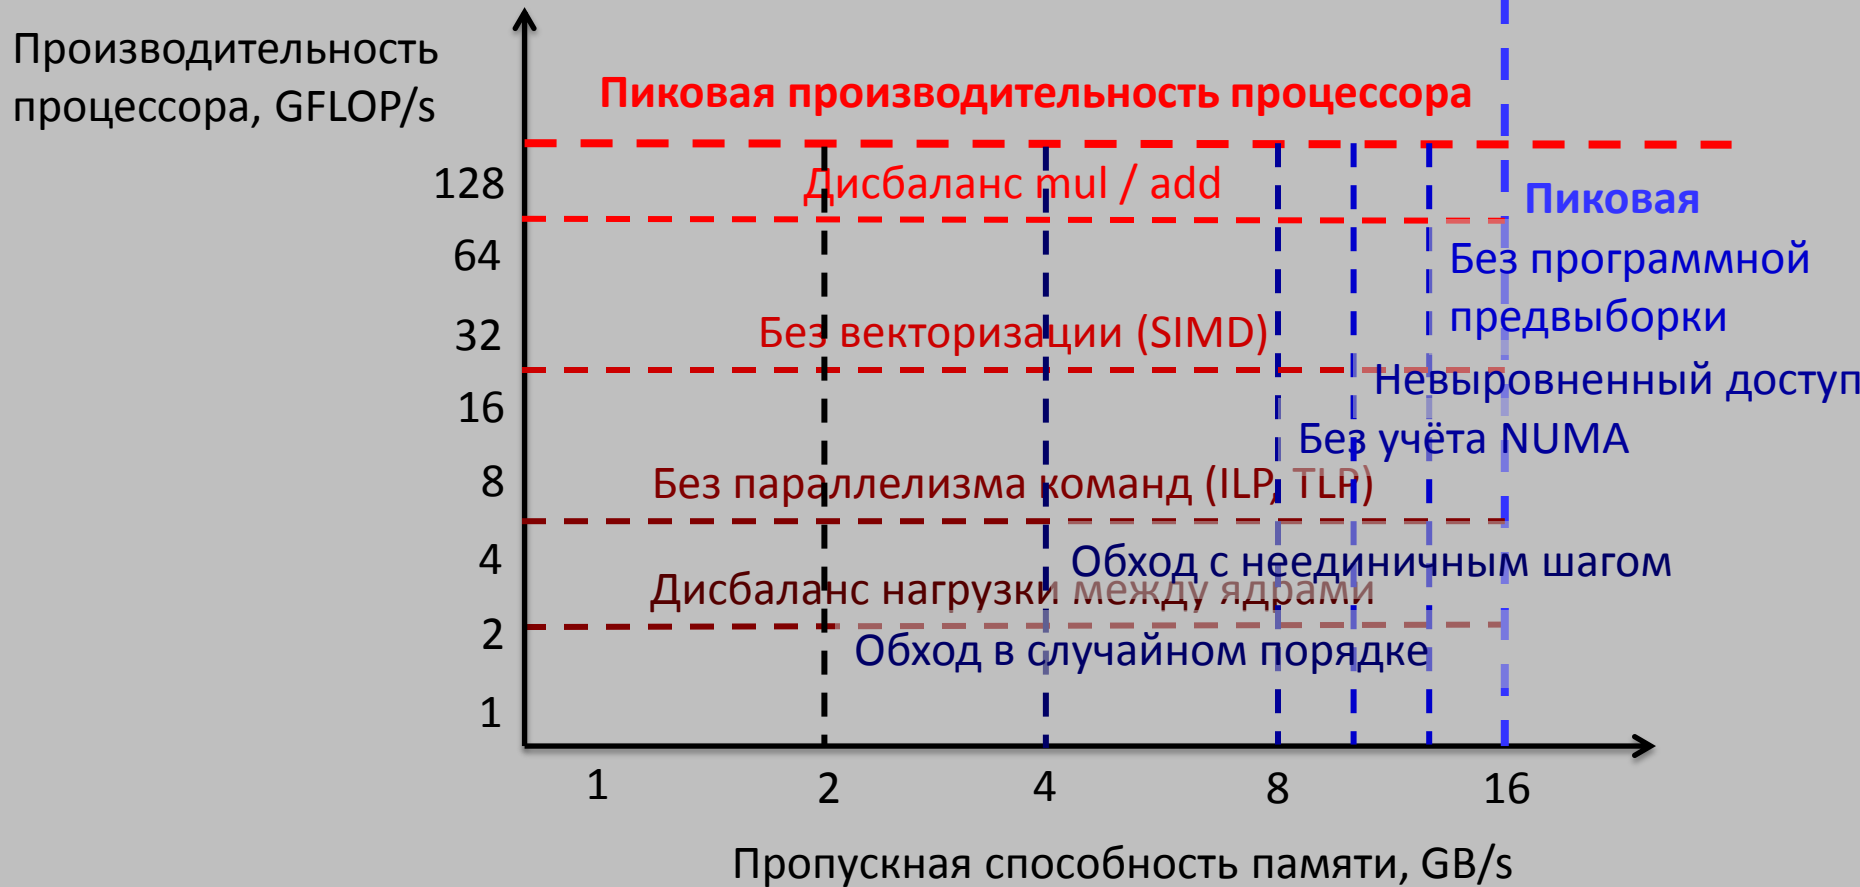 Производительность
процессора, GFLOP/s
Пиковая производительность процессора
128
Дисбаланс mul / add
Пиковая
64
Без программной
предвыборки
32
Без векторизации (SIMD)
Невыровненный доступ
16
Без учёта NUMA
8
Без параллелизма команд (ILP, TLP)
4
Обход с неединичным шагом
Дисбаланс нагрузки между ядрами
2
Обход в случайном порядке
1
1
2
4
8
16
Пропускная способность памяти, GB/s